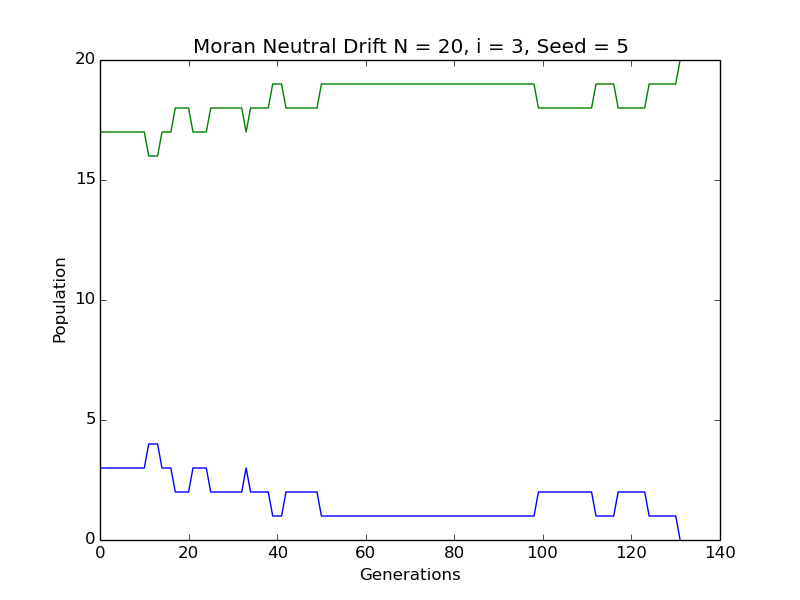 Moran Neutral Drift N = 20, i = 3, Seed = 5
20
15
10
5
0
Population
0 20 40 60 80 100 120 140
Generations